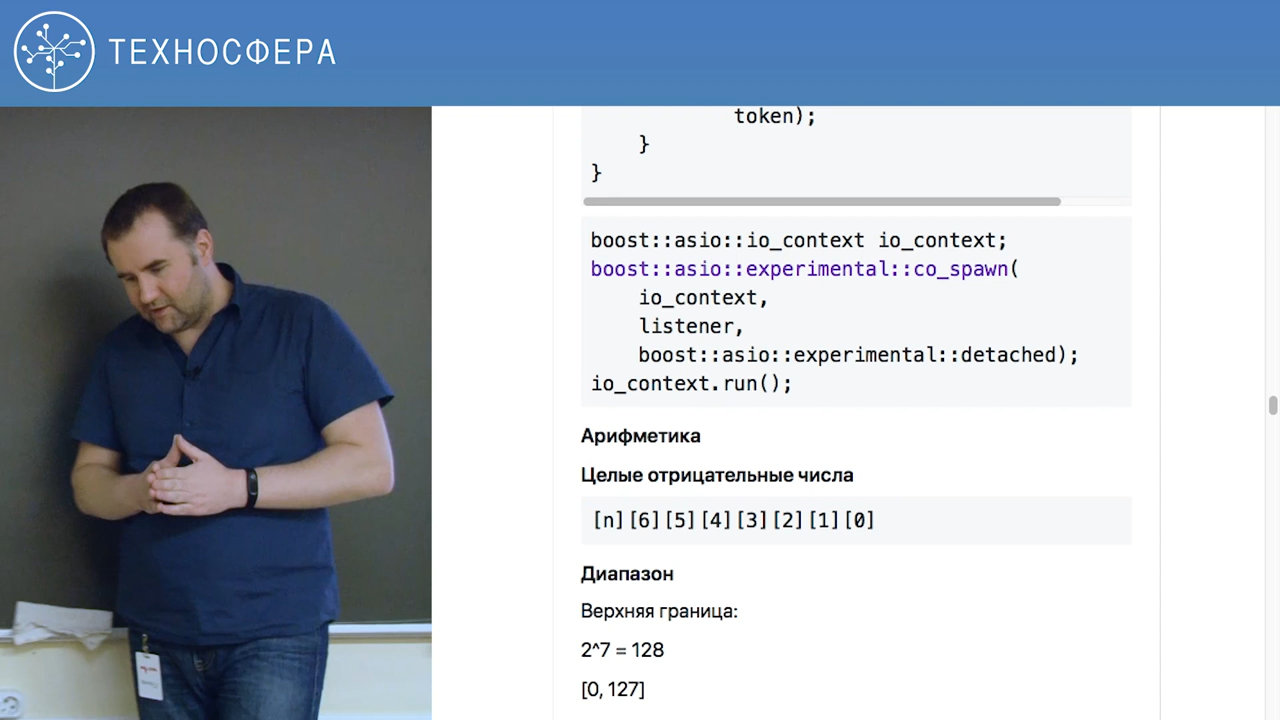 ТЕХНОСФЕРА
token);
}
}
boost::asio::io_context io_context;
boost::asio::experimental::co_spawn(
io_context,
listener,
boost::asio::experimental::detached);
io_context.run();
Арифметика
Целые отрицательные числа
[n][6][5][4][3][2][1][0]
Диапазон
Верхняя граница:
2^7 = 128
[0, 127]